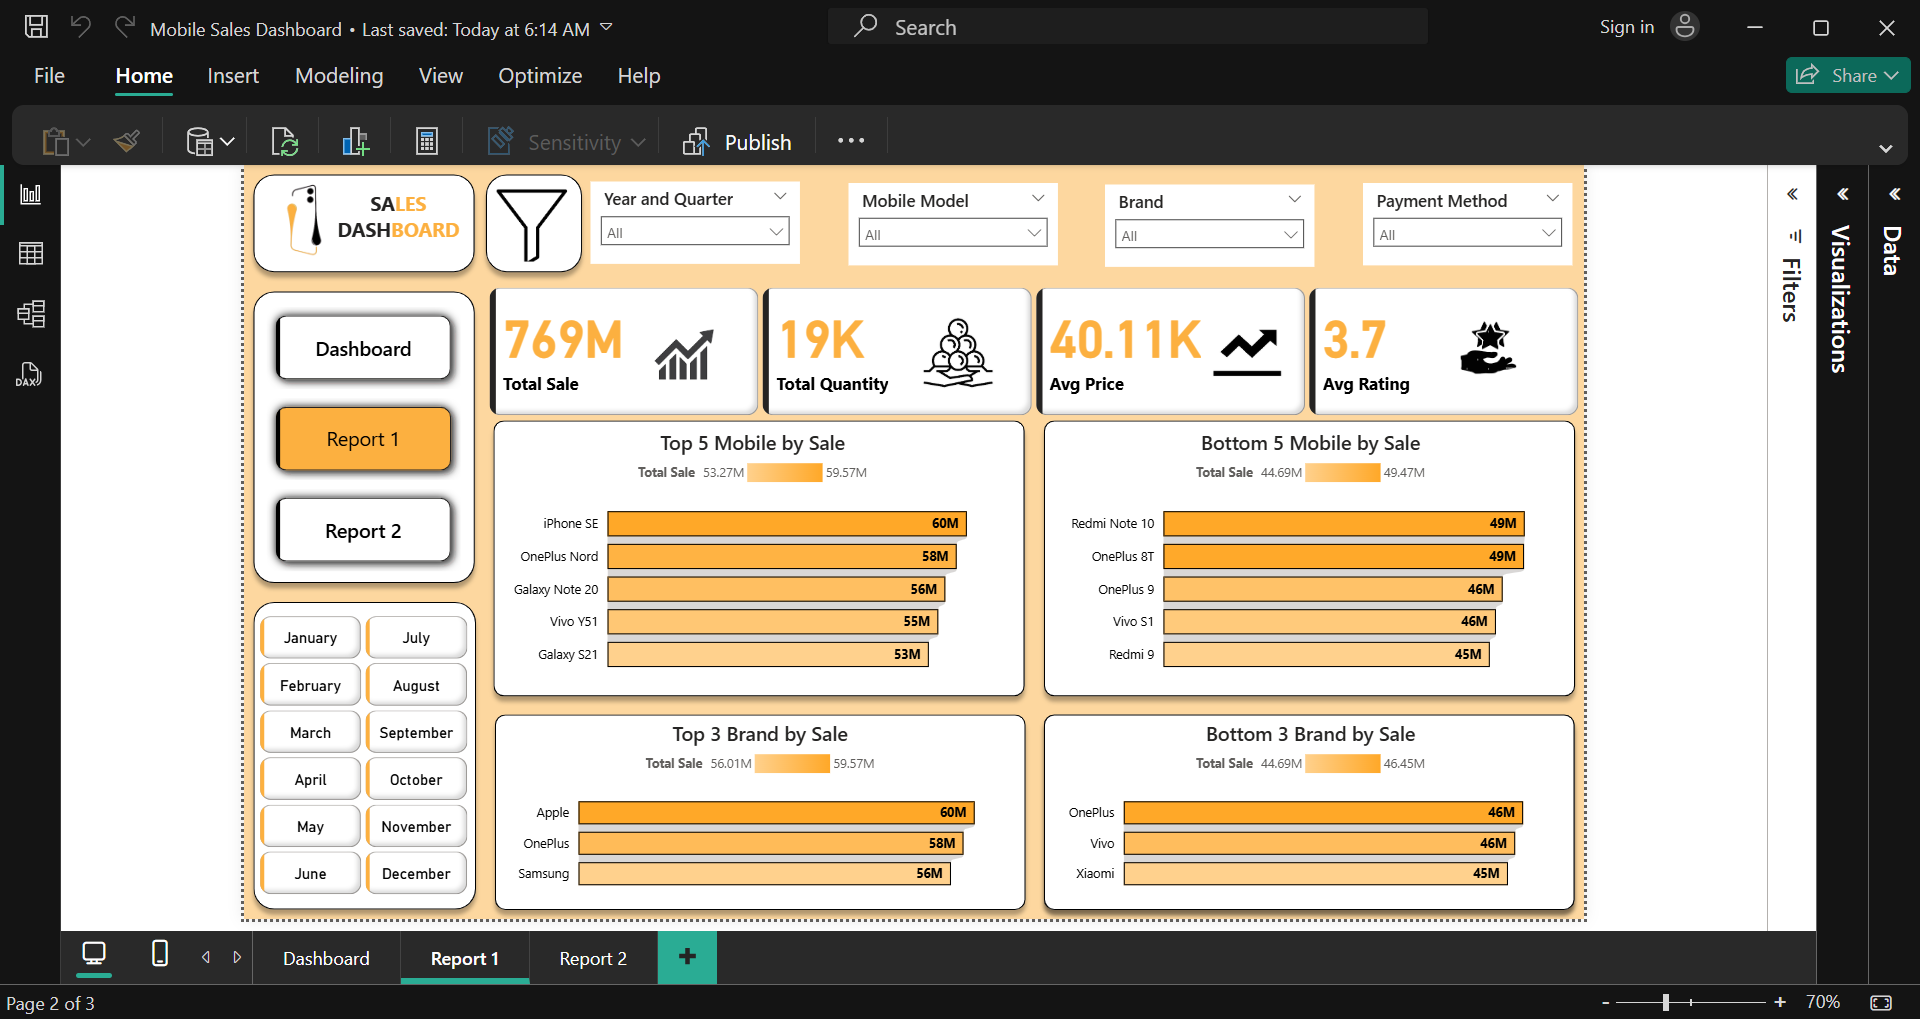 Mobile Sales Dashboard • Last saved: Today at 6:14 AM
Search
Sign in
File
Home
Insert
Modeling
View
Optimize
Help
Share
Sensitivity
Publish
SALES
DASHBOARD
Year and Quarter
All
Mobile Model
All
Brand
All
Payment Method
All
Filters
Visualizations
Data
DAX
Dashboard
Report 1
Report 2
769M
Total Sale
19K
Total Quantity
40.11K
Avg Price
3.7
Avg Rating
Top 5 Mobile by Sale
Total Sale 53.27M 59.57M
iPhone SE 60M
OnePlus Nord 58M
Galaxy Note 20 56M
Vivo Y51 55M
Galaxy S21 53M
Bottom 5 Mobile by Sale
Total Sale 44.69M 49.47M
Redmi Note 10 49M
OnePlus 8T 49M
OnePlus 9 46M
Vivo S1 46M
Redmi 9 45M
January
July
February
August
March
September
April
October
May
November
June
December
Top 3 Brand by Sale
Total Sale 56.01M 59.57M
Apple 60M
OnePlus 58M
Samsung 56M
Bottom 3 Brand by Sale
Total Sale 44.69M 46.45M
OnePlus 46M
Vivo 46M
Xiaomi 45M
Dashboard
Report 1
Report 2
Page 2 of 3
- + 70%